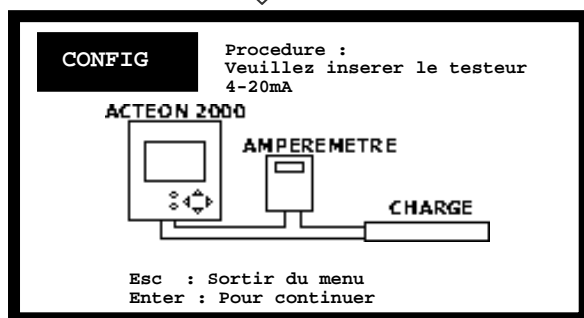 CONFIG
Procedure :
Veuillez inserer le testeur
4-20mA
ACTEON 2000
AMPEREMETRE
CHARGE
Esc : Sortir du menu
Enter : Pour continuer